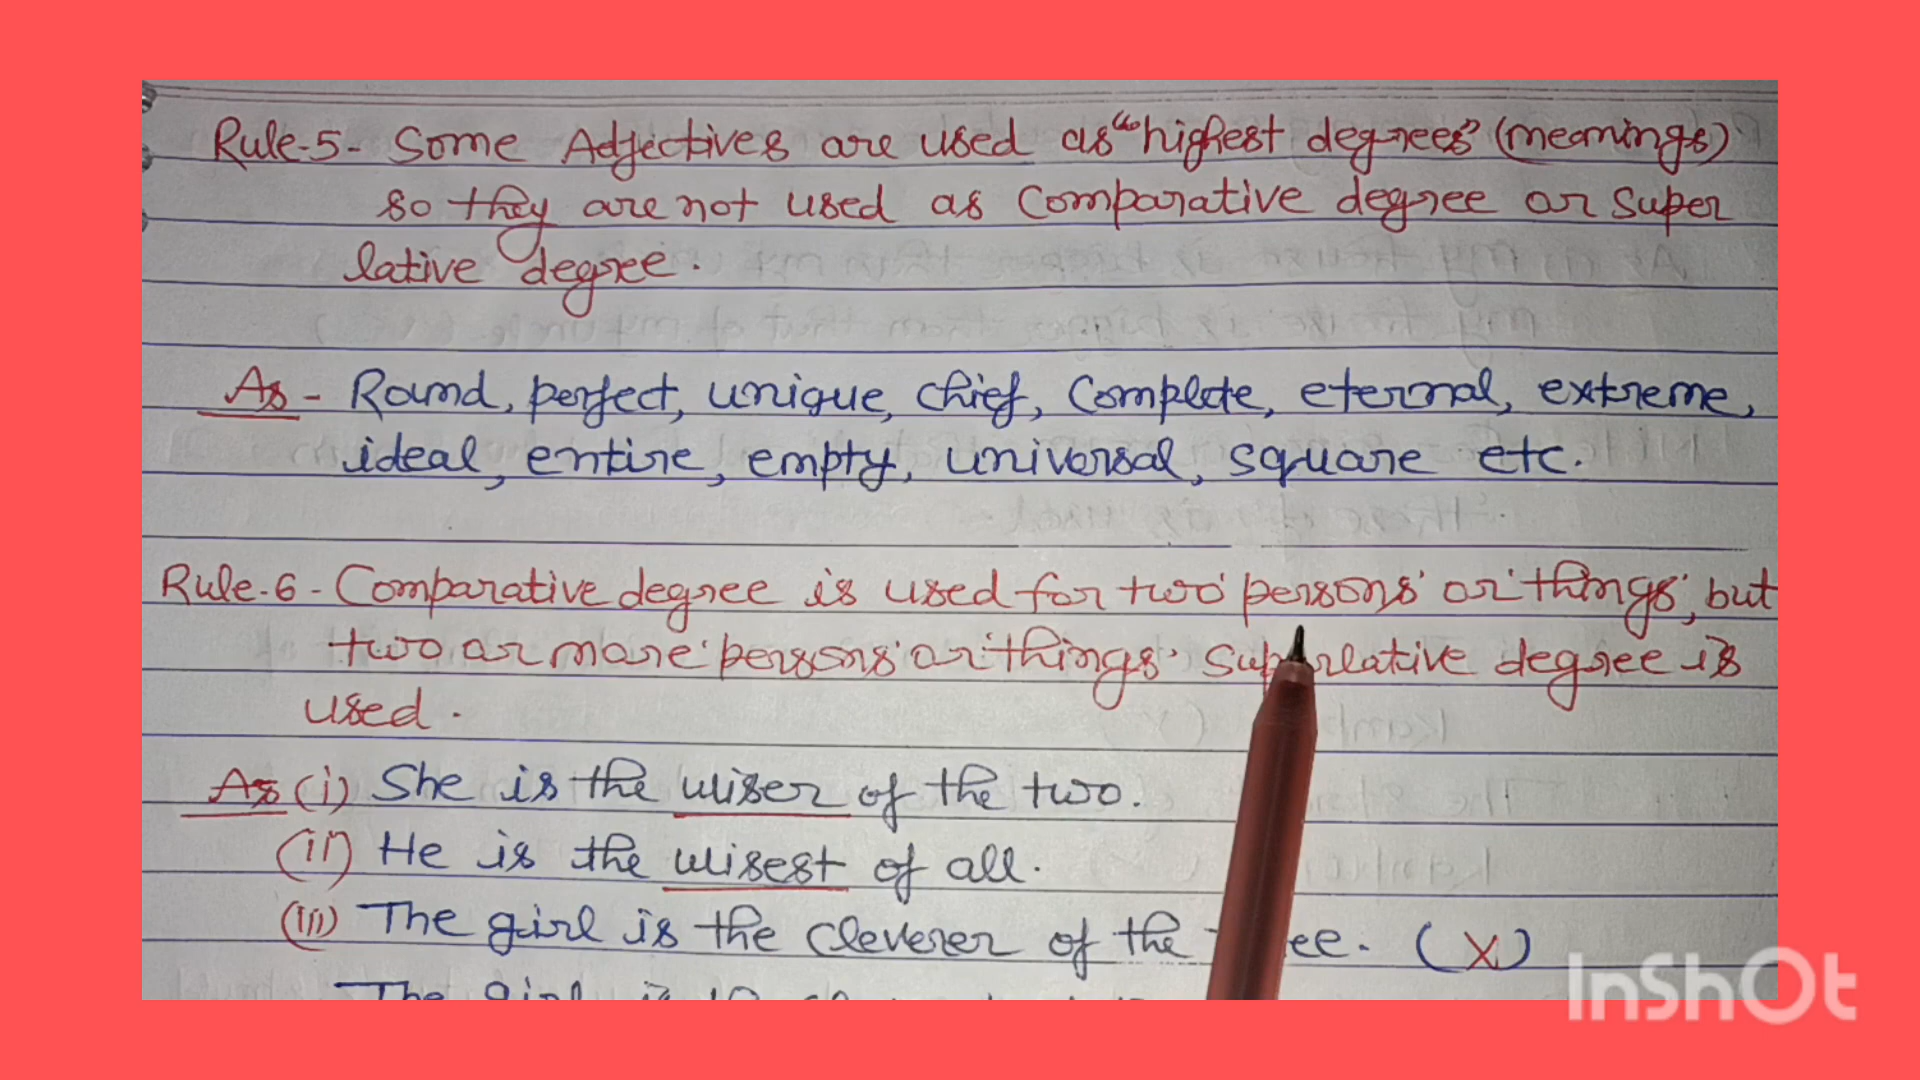 Rule-5- Some Adjectives are used as "highest degrees" (meanings)
so they are not used as Comparative degree or super
lative degree.
As - Round, perfect, unique, chief, Complete, eternal, extreme,
ideal, entire, empty, universal, square etc.
Rule-6 - Comparative degree is used for two 'persons' or 'things', but
two or more 'persons' or 'things' superlative degree is
used.
As (i) She is the wiser of the two.
(ii) He is the wisest of all.
(iii) The girl is the cleverer of the (X)
The girl is
InShOt